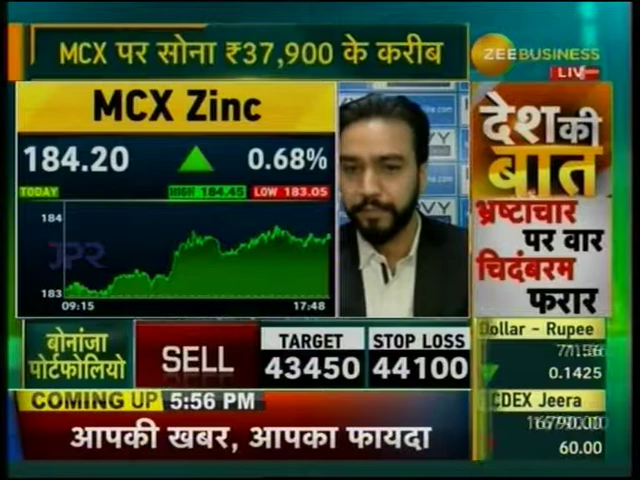 MCX पर सोना ₹37,900 के करीब
ZEEBUSINESS
LIVE
MCX Zinc
184.20 0.68%
TODAY HIGH 184.45 LOW 183.05
184
JPR
183
09:15 17:48
देश की
बात
भ्रष्टाचार
पर वार
चिदंबरम
फरार
बोनांजा
पोर्टफोलियो
SELL
TARGET
43450
STOP LOSS
44100
Dollar - Rupee
0.1425
CDEX Jeera
60.00
COMING UP 5:56 PM
आपकी खबर, आपका फायदा